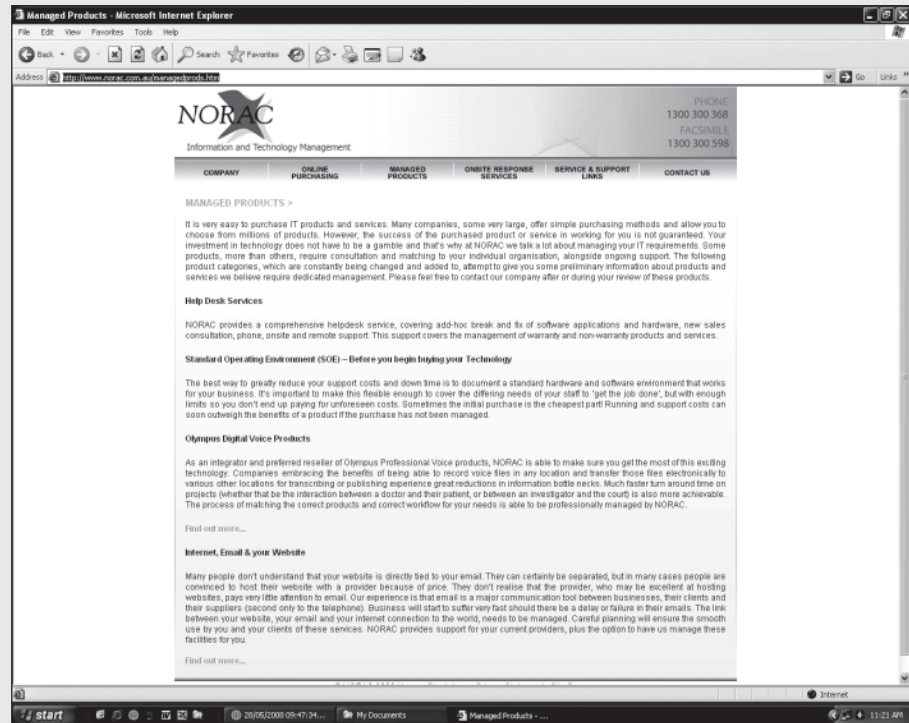 Managed Products - Microsoft Internet Explorer
File Edit View Favorites Tools Help
Back Search Favorites
Address http://www.norac.com.au/managedprods.htm Go Links
NORAC
Information and Technology Management
PHONE
1300 300 368
FACSIMILE
1300 300 598
COMPANY ONLINE PURCHASING MANAGED PRODUCTS ONSITE RESPONSE SERVICES SERVICE & SUPPORT LINKS CONTACT US
MANAGED PRODUCTS >
It is very easy to purchase IT products and services. Many companies, some very large, offer simple purchasing methods and allow you to
choose from millions of products. However, the success of the purchased product or service in working for you is not guaranteed. Your
investment in technology does not have to be a gamble and that's why at NORAC we talk a lot about managing your IT requirements. Some
products, more than others, require consultation and matching to your individual organisation, alongside ongoing support. The following
product categories, which are constantly being changed and added to, attempt to give you some preliminary information about products and
services we believe require dedicated management. Please feel free to contact our company after or during your review of these products.
Help Desk Services
NORAC provides a comprehensive helpdesk service, covering add-hoc break and fix of software applications and hardware, new sales
consultation, phone, onsite and remote support. This support covers the management of warranty and non-warranty products and services.
Standard Operating Environment (SOE) – Before you begin buying your Technology
The best way to greatly reduce your support costs and down time is to document a standard hardware and software environment that works
for your business. It's important to make this flexible enough to cover the differing needs of your staff to 'get the job done', but with enough
limits so you don't end up paying for unforeseen costs. Sometimes the initial purchase is the cheapest part! Running and support costs can
soon outweigh the benefits of a product if the purchase has not been managed.
Olympus Digital Voice Products
As an integrator and preferred reseller of Olympus Professional Voice products, NORAC is able to make sure you get the most of this exciting
technology. Companies embracing the benefits of being able to record voice files in any location and transfer those files electronically to
various other locations for transcribing or publishing experience great reductions in information bottle necks. Much faster turn around time on
projects (whether that be the interaction between a doctor and their patient, or between an investigator and the court) is also more achievable.
The process of matching the correct products and correct workflow for your needs is able to be professionally managed by NORAC.
Find out more...
Internet, Email & your Website
Many people don't understand that your website is directly tied to your email. They can certainly be separated, but in many cases people are
convinced to host their website with a provider because of price. They don't realise that the provider, who may be excellent at hosting
websites, pays very little attention to email. Our experience is that email is a major communication tool between businesses, their clients and
their suppliers (second only to the telephone). Business will start to suffer very fast should there be a delay or failure in their emails. The link
between your website, your email and your internet connection to the world, needs to be managed. Careful planning will ensure the smooth
use by you and your clients of these services. NORAC provides support for your current providers, plus the option to have us manage these
facilities for you.
Find out more...
Internet
start 28/05/2008 09:47:34... My Documents Managed Products - ... 11:21 AM